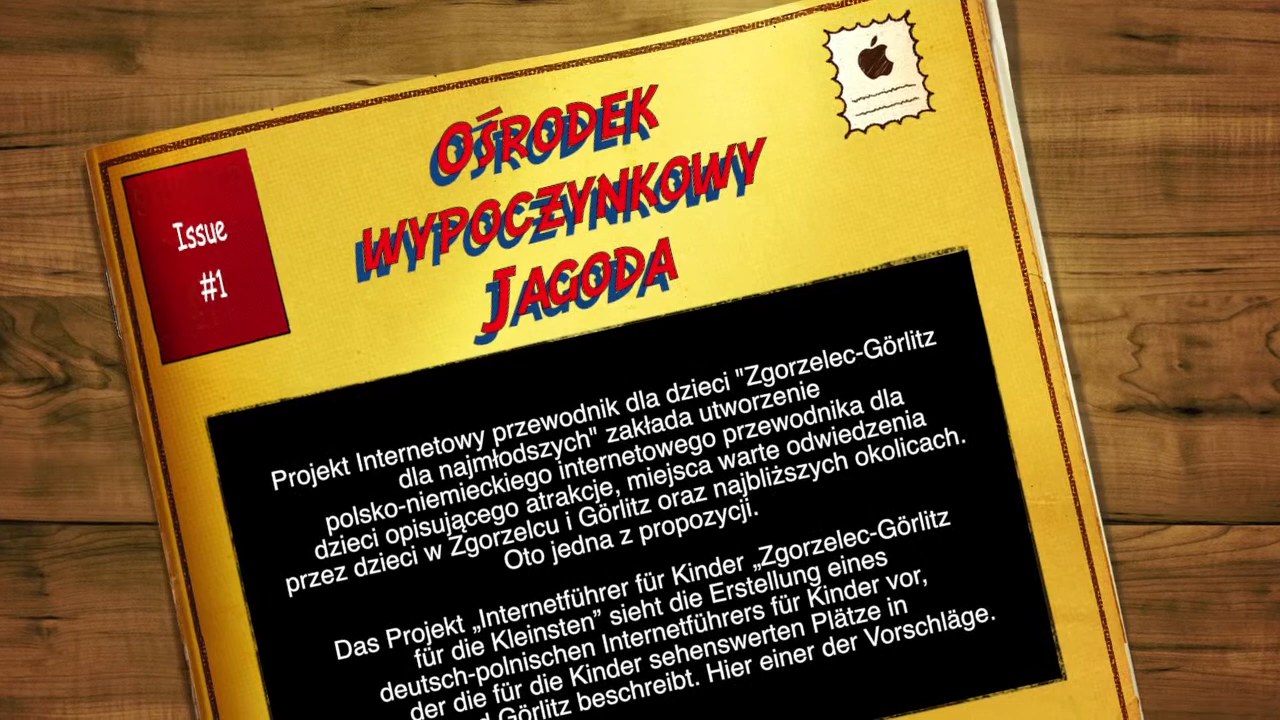 OŚRODEK
WYPOCZYNKOWY
JAGODA
Issue
#1
Projekt Internetowy przewodnik dla dzieci "Zgorzelec-Görlitz
dla najmłodszych" zakłada utworzenie
polsko-niemieckiego internetowego przewodnika dla
dzieci opisującego atrakcje, miejsca warte odwiedzenia
przez dzieci w Zgorzelcu i Görlitz oraz najbliższych okolicach.
Oto jedna z propozycji.
Das Projekt „Internetführer für Kinder „Zgorzelec-Görlitz
für die Kleinsten” sieht die Erstellung eines
deutsch-polnischen Internetführers für Kinder vor,
der die für die Kinder sehenswerten Plätze in
Görlitz beschreibt. Hier einer der Vorschläge.